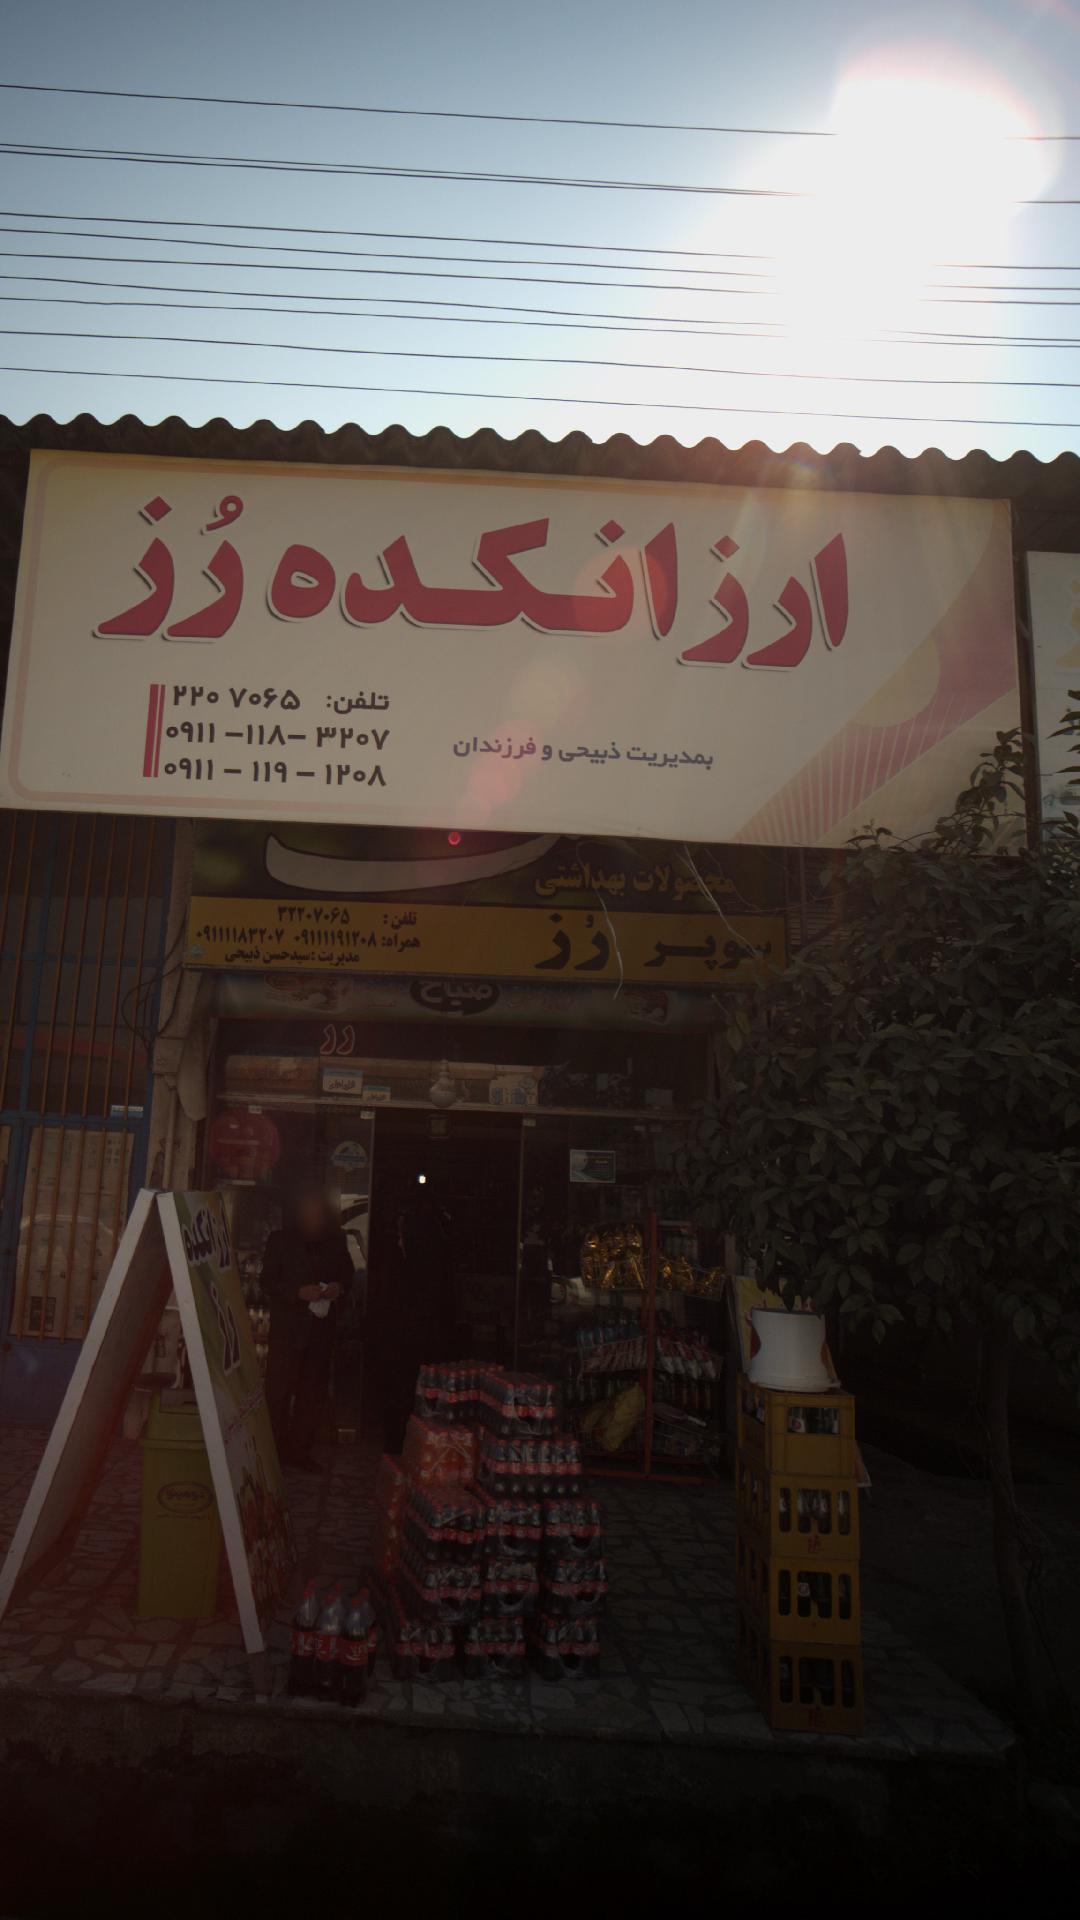 ارزانکده رُز
تلفن: ۲۲۰ ۷۰۶۵
۰۹۱۱ – ۱۱۸ – ۳۲۰۷
۰۹۱۱ – ۱۱۹ – ۱۲۰۸
بمدیریت ذبیحی و فرزندان
محصولات بهداشتی
سوپر رُز
تلفن: ۳۲۲۰۷۰۶۵
همراه: ۰۹۱۱۱۱۹۱۲۰۸ ۰۹۱۱۱۱۸۳۲۰۷
مدیریت: سیدحسن ذبیحی
ارزانکده
رز